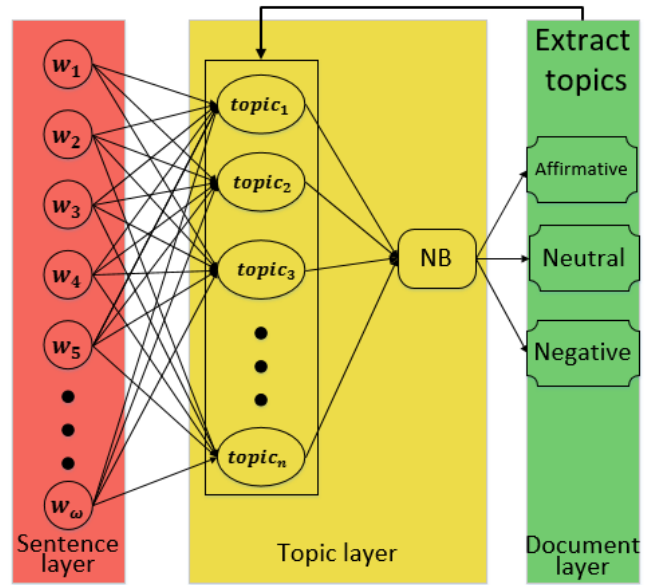 w₁
w₂
w₃
w₄
w₅
w_ω
Sentence
layer
topic₁
topic₂
topic₃
topicₙ
NB
Topic layer
Extract
topics
Affirmative
Neutral
Negative
Document
layer